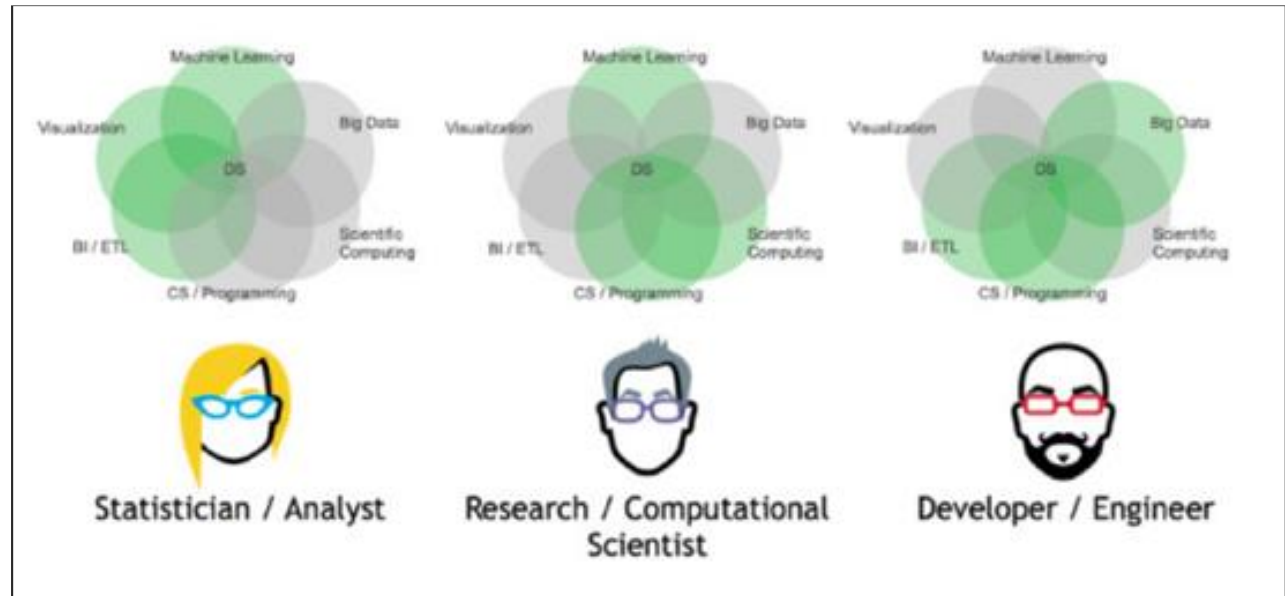 Machine Learning
Visualization
Big Data
DS
BI / ETL
Scientific
Computing
CS / Programming
Machine Learning
Visualization
Big Data
DS
BI / ETL
Scientific
Computing
CS / Programming
Machine Learning
Visualization
Big Data
DS
BI / ETL
Scientific
Computing
CS / Programming
Statistician / Analyst
Research / Computational
Scientist
Developer / Engineer